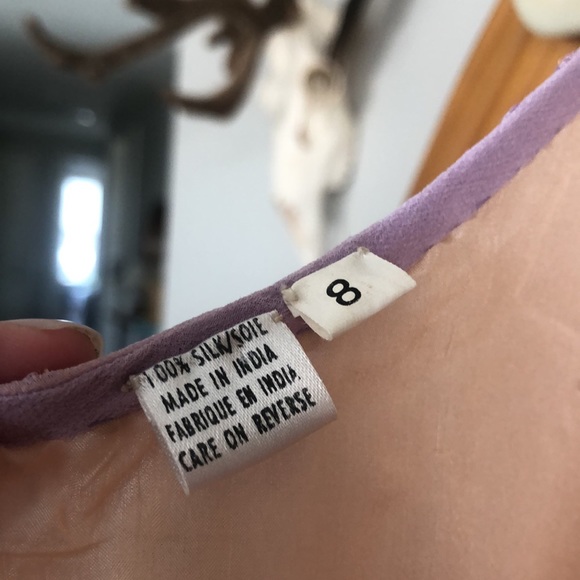 8
100% SILK/SOIE
MADE IN INDIA
FABRIQUE EN INDIA
CARE ON REVERSE